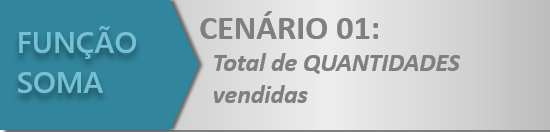 FUNÇÃO
SOMA
CENÁRIO 01:
Total de QUANTIDADES
vendidas